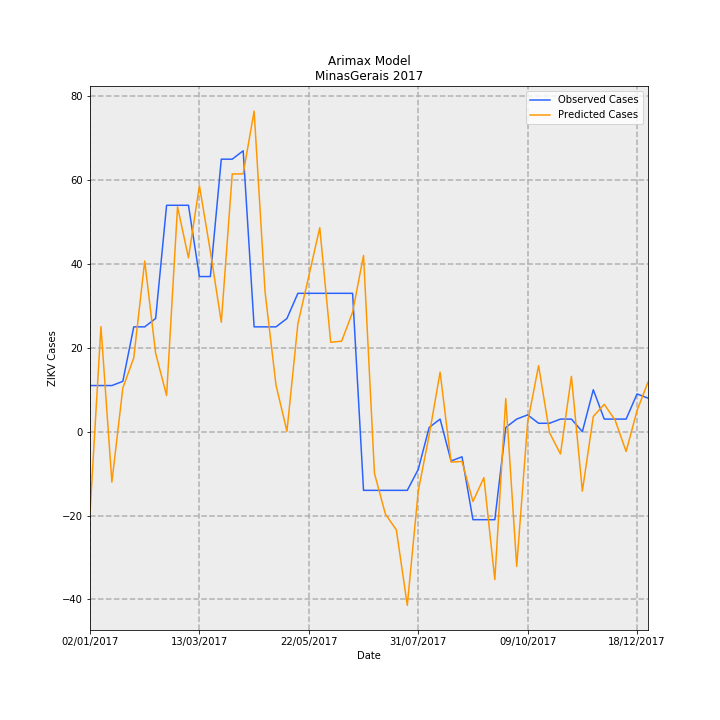 Arimax Model
MinasGerais 2017
Observed Cases
Predicted Cases
ZIKV Cases
80
60
40
20
0
−20
−40
02/01/2017 13/03/2017 22/05/2017 31/07/2017 09/10/2017 18/12/2017
Date